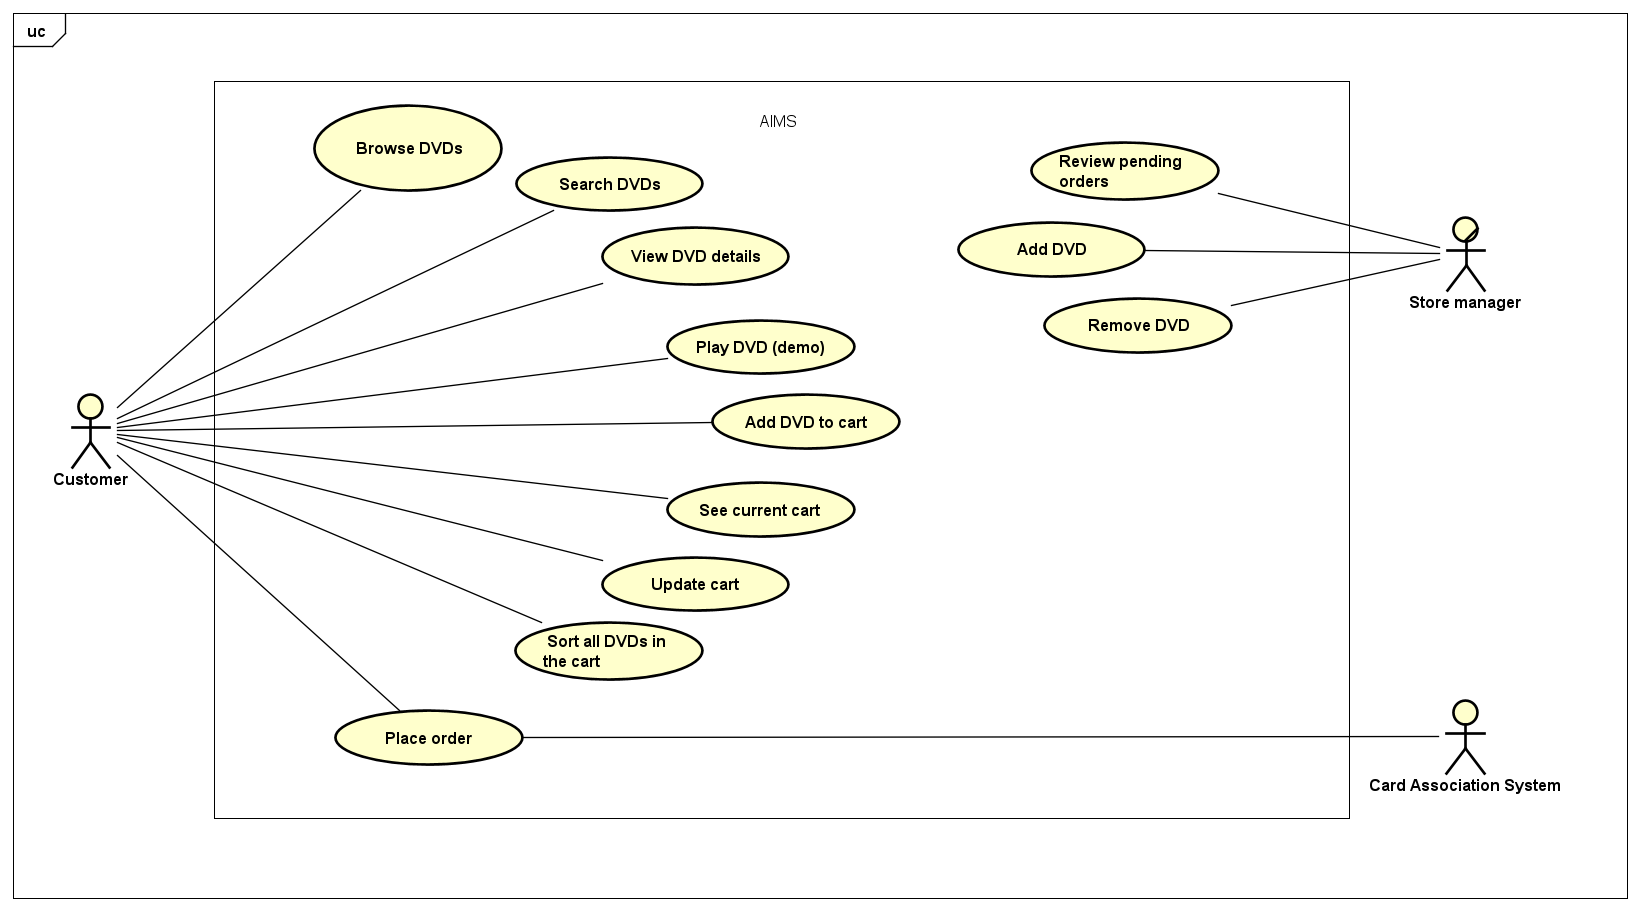 uc
AIMS
Browse DVDs
Search DVDs
View DVD details
Play DVD (demo)
Add DVD to cart
See current cart
Update cart
Sort all DVDs in
the cart
Place order
Customer
Review pending
orders
Add DVD
Remove DVD
Store manager
Card Association System